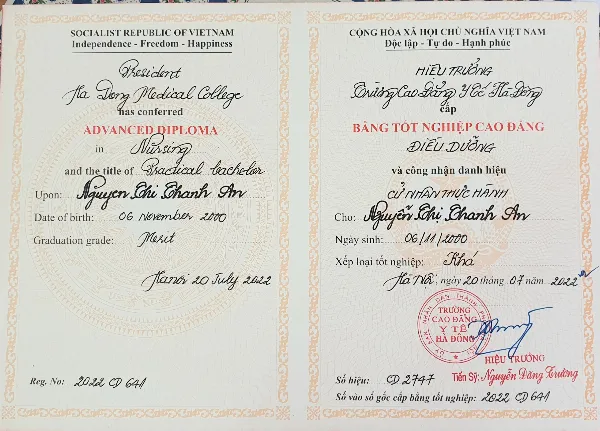 SOCIALIST REPUBLIC OF VIETNAM
Independence - Freedom - Happiness
President
Ha Dong Medical College
has conferred
ADVANCED DIPLOMA
in Nursing
and the title of Practical bachelor
Upon: Nguyen Thi Thanh An
Date of birth: 06 November 2000
Graduation grade: Merit
Hanoi 20 July 2022
Reg. No: 2022 CD 641
CỘNG HÒA XÃ HỘI CHỦ NGHĨA VIỆT NAM
Độc lập - Tự do - Hạnh phúc
HIỆU TRƯỞNG
Trường Cao Đẳng Y tế Hà Đông
cấp
BẰNG TỐT NGHIỆP CAO ĐẲNG
ĐIỀU DƯỠNG
và công nhận danh hiệu
CỬ NHÂN THỰC HÀNH
Cho: Nguyễn Thị Thanh An
Ngày sinh: 06/11/2000
Xếp loại tốt nghiệp: Khá
Hà Nội, ngày 20 tháng 07 năm 2022
TRƯỜNG
CAO ĐẲNG
Y TẾ
HÀ ĐÔNG
HIỆU TRƯỞNG
Tiến Sỹ: Nguyễn Đăng Trường
Số hiệu: CD 2747
Số vào sổ gốc cấp bằng tốt nghiệp: 2022 CD 641